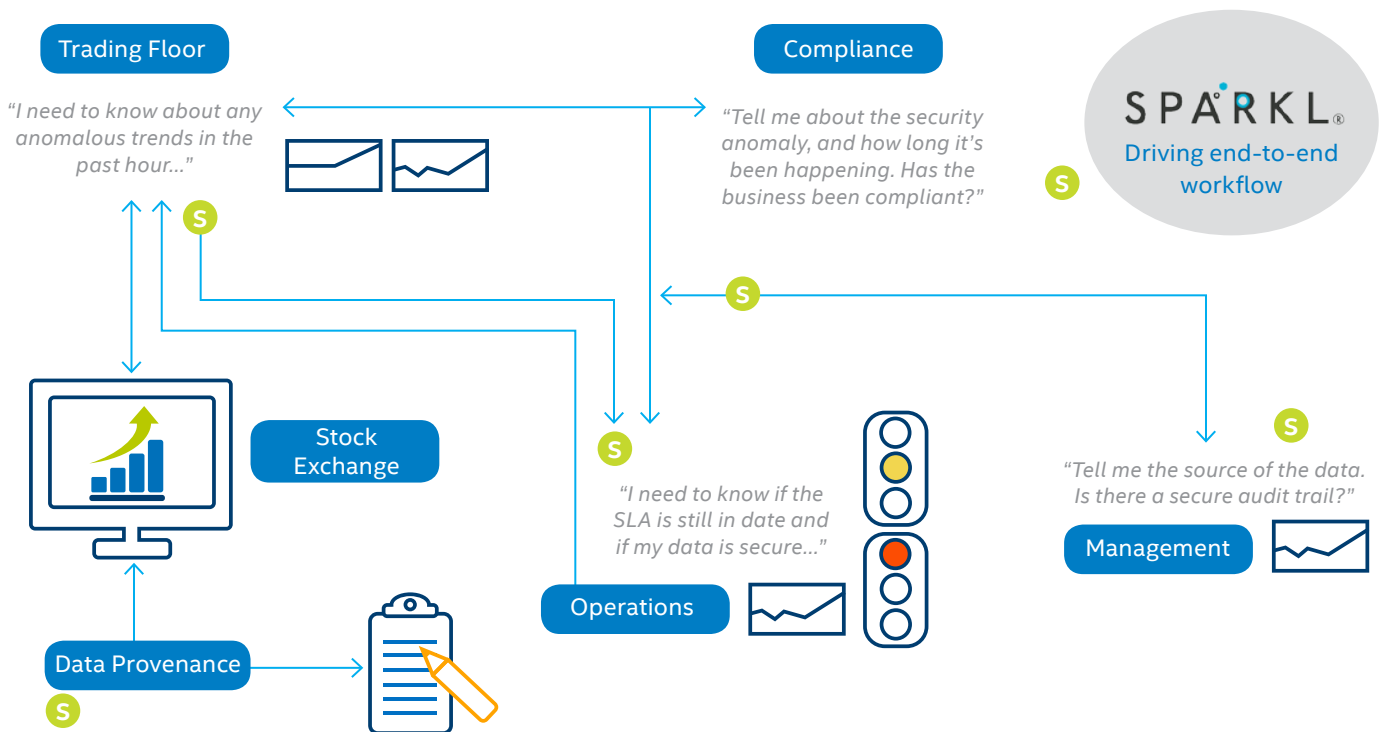 Trading Floor
“I need to know about any
anomalous trends in the
past hour...”
Compliance
“Tell me about the security
anomaly, and how long it’s
been happening. Has the
business been compliant?”
S
SPARKL®
Driving end-to-end
workflow
S
S
Stock
Exchange
S
“I need to know if the
SLA is still in date and
if my data is secure...”
Operations
S
“Tell me the source of the data.
Is there a secure audit trail?”
Management
Data Provenance
S